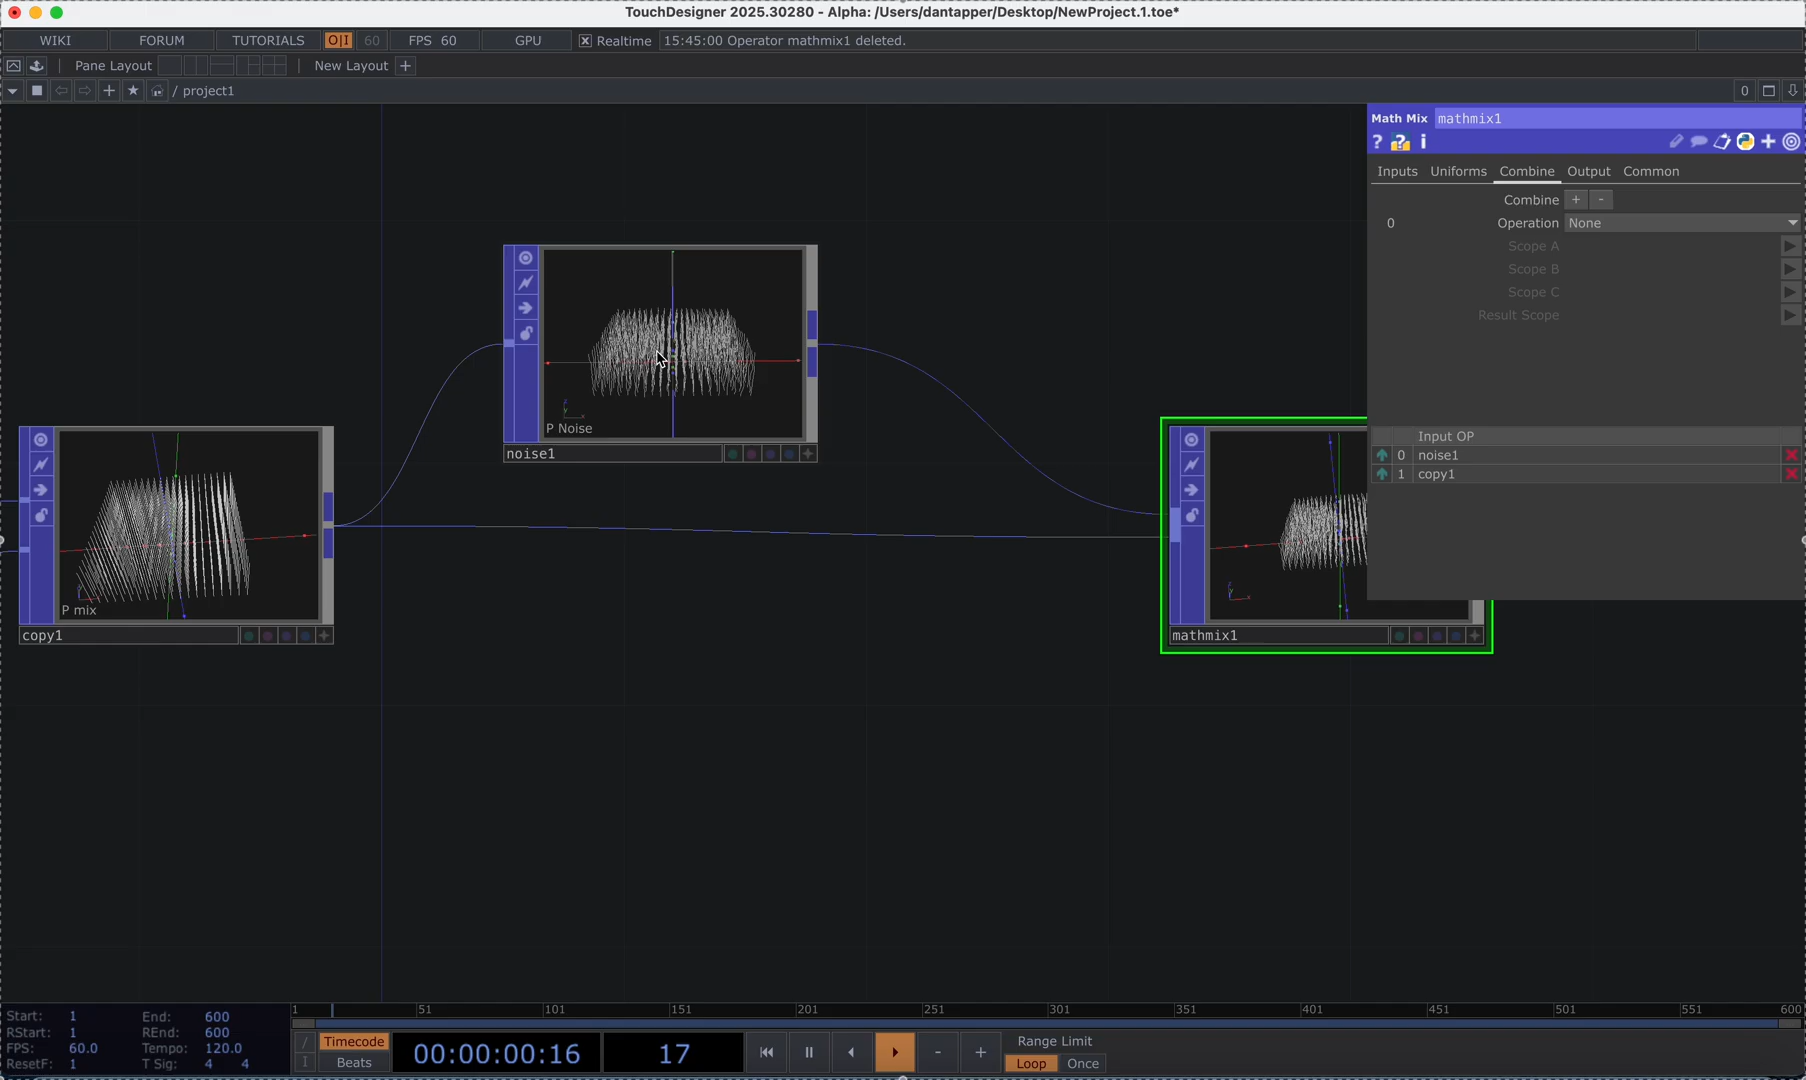 TouchDesigner 2025.30280 - Alpha: /Users/dantapper/Desktop/NewProject.1.toe*
WIKI FORUM TUTORIALS O|I 60 FPS 60 GPU Realtime 15:45:00 Operator mathmix1 deleted.
Pane Layout New Layout +
/ project1 0
Math Mix mathmix1
? ? i
Inputs Uniforms Combine Output Common
Combine + -
0 Operation None
Scope A
Scope B
Scope C
Result Scope
Input OP
0 noise1
1 copy1
P Noise
noise1
P mix
copy1
mathmix1
1 51 101 151 201 251 301 351 401 451 501 551 600
Start: 1 End: 600
RStart: 1 REnd: 600
FPS: 60.0 Tempo: 120.0
ResetF: 1 T Sig: 4 4
/ Timecode
I Beats
00:00:00:16 17
- +
Range Limit
Loop Once